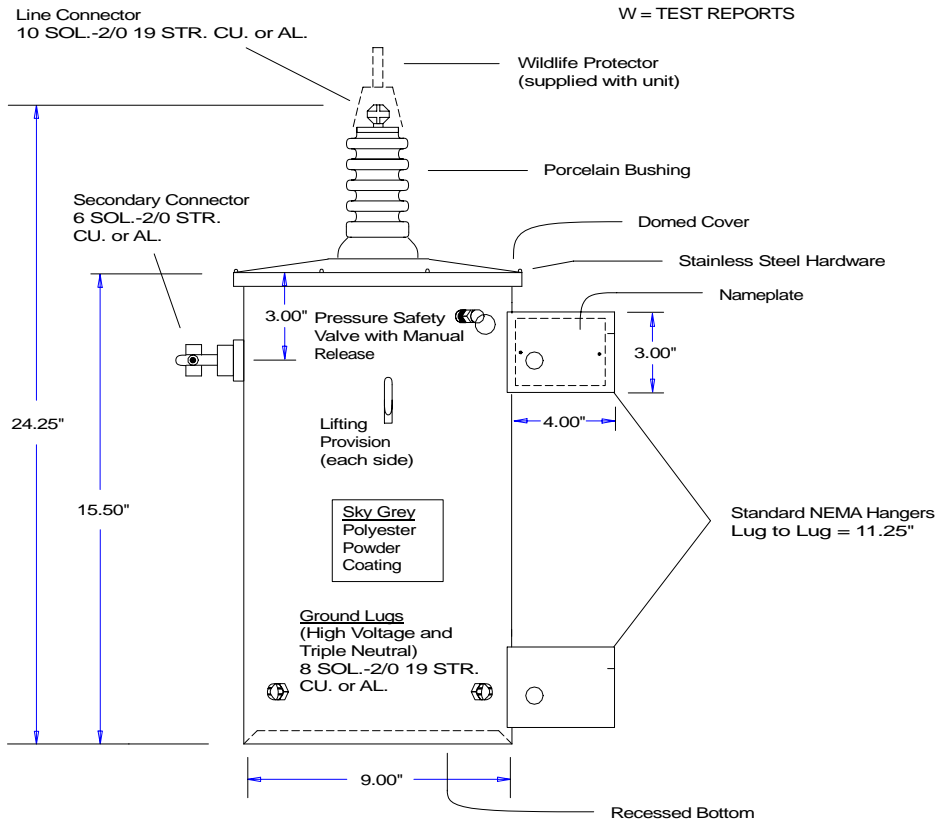 Line Connector
10 SOL.-2/0 19 STR. CU. or AL.
W = TEST REPORTS
Wildlife Protector
(supplied with unit)
Porcelain Bushing
Secondary Connector
6 SOL.-2/0 STR.
CU. or AL.
Domed Cover
Stainless Steel Hardware
Nameplate
3.00"
Pressure Safety
Valve with Manual
Release
3.00"
4.00"
24.25"
Lifting
Provision
(each side)
15.50"
Sky Grey
Polyester
Powder
Coating
Standard NEMA Hangers
Lug to Lug = 11.25"
Ground Lugs
(High Voltage and
Triple Neutral)
8 SOL.-2/0 19 STR.
CU. or AL.
9.00"
Recessed Bottom